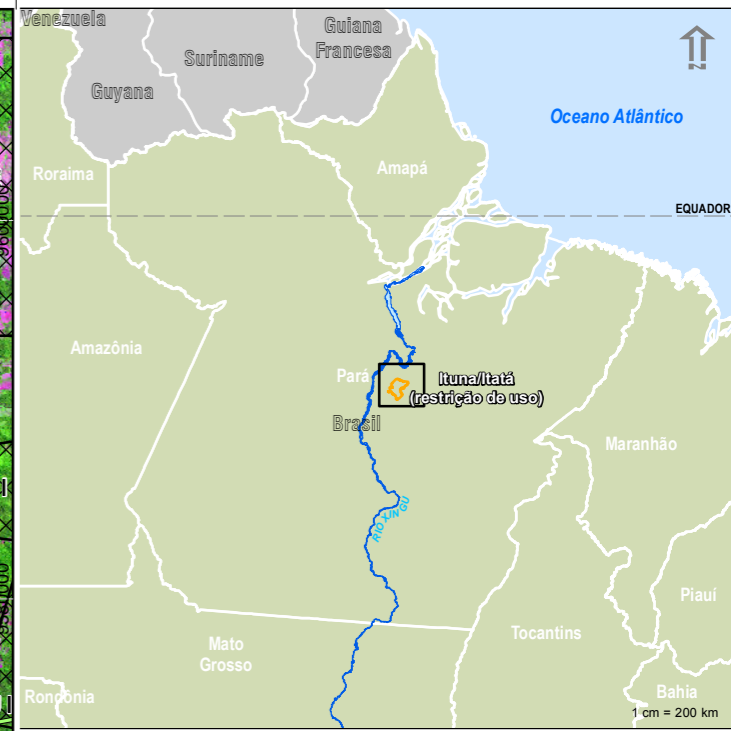 Venezuela
Guiana
Francesa
Suriname
Guyana
N
Oceano Atlântico
Roraima
Amapá
EQUADOR
Amazônia
Pará
Ituna/Itatá
(restrição de uso)
Brasil
Maranhão
RIO XINGU
Piauí
Tocantins
Mato
Grosso
Rondônia
Bahia
1 cm = 200 km